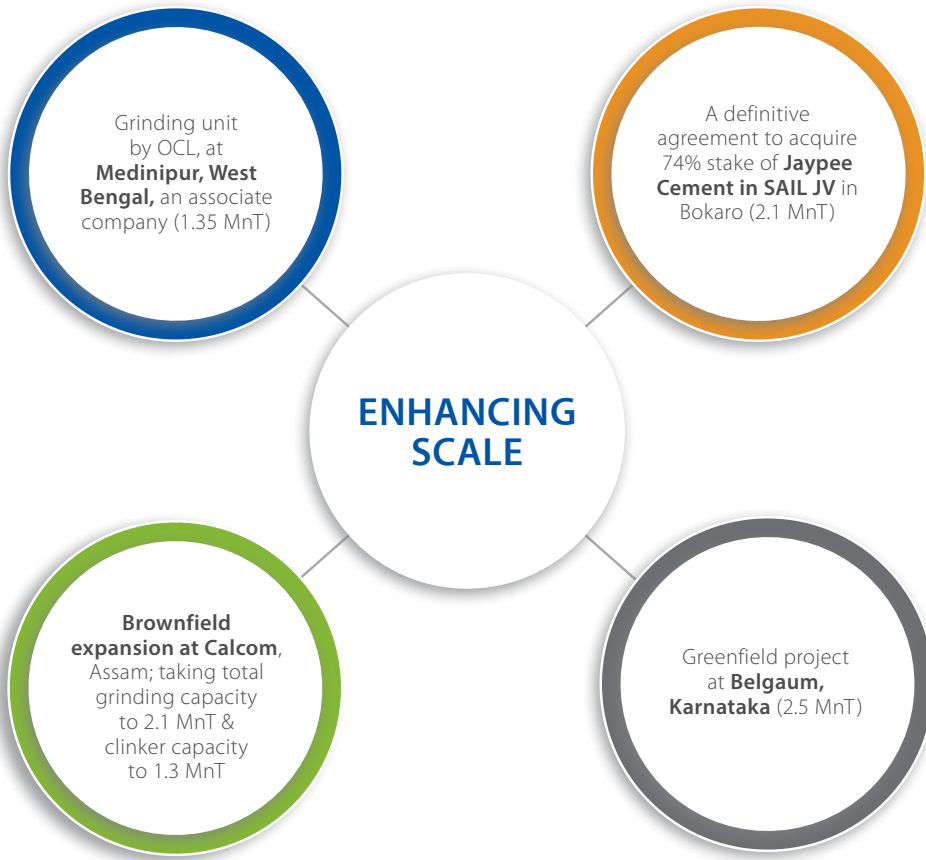 Grinding unit
by OCL, at
Medinipur, West
Bengal, an associate
company (1.35 MnT)
A definitive
agreement to acquire
74% stake of Jaypee
Cement in SAIL JV in
Bokaro (2.1 MnT)
ENHANCING
SCALE
Brownfield
expansion at Calcom,
Assam; taking total
grinding capacity
to 2.1 MnT &
clinker capacity
to 1.3 MnT
Greenfield project
at Belgaum,
Karnataka (2.5 MnT)